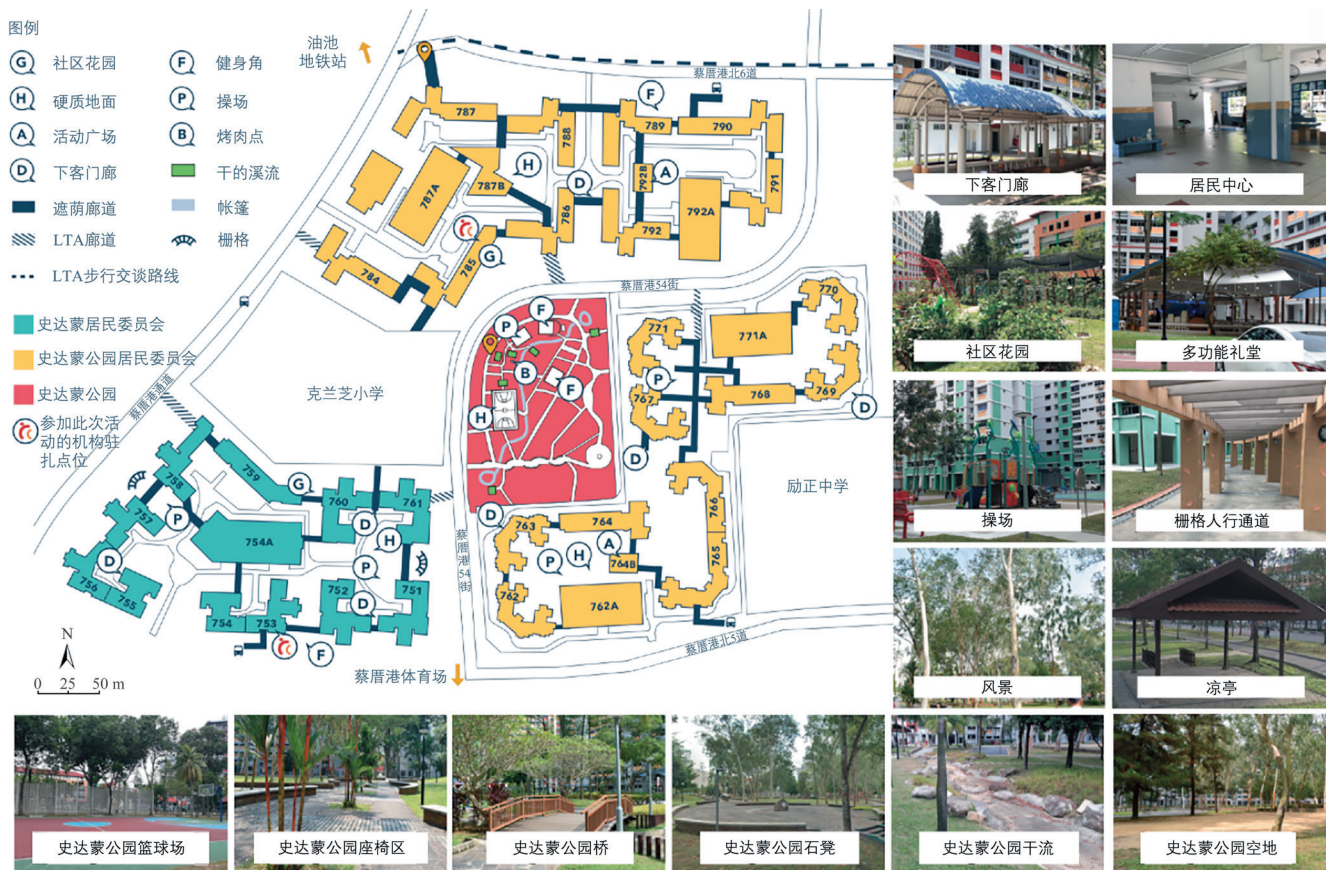 图例
G 社区花园
F 健身角
H 硬质地面
P 操场
A 活动广场
B 烤肉点
D 下客门廊
干的溪流
遮荫廊道
帐篷
LTA廊道
栅格
LTA步行交谈路线
史达蒙居民委员会
史达蒙公园居民委员会
史达蒙公园
参加此次活
动的机构驻
扎点位
油池
地铁站
蔡厝港北6道
787
788
F
789
790
H
787B
787A
D
792B
A
791
786
792
792A
785
G
784
蔡厝港54街
蔡厝港通道
克兰芝小学
F
P
B
F
H
771
770
771A
P
767
768
769
D
D
励正中学
759
758
G
760
761
757
P
754A
D
H
D
P
756
755
752
751
D
754
753
F
蔡厝港54街
D
763
764
766
P
H
A
764B
765
762
762A
蔡厝港北5道
蔡厝港体育场
N
0 25 50 m
下客门廊
居民中心
社区花园
多功能礼堂
操场
栅格人行通道
风景
凉亭
史达蒙公园篮球场
史达蒙公园座椅区
史达蒙公园桥
史达蒙公园石凳
史达蒙公园干流
史达蒙公园空地